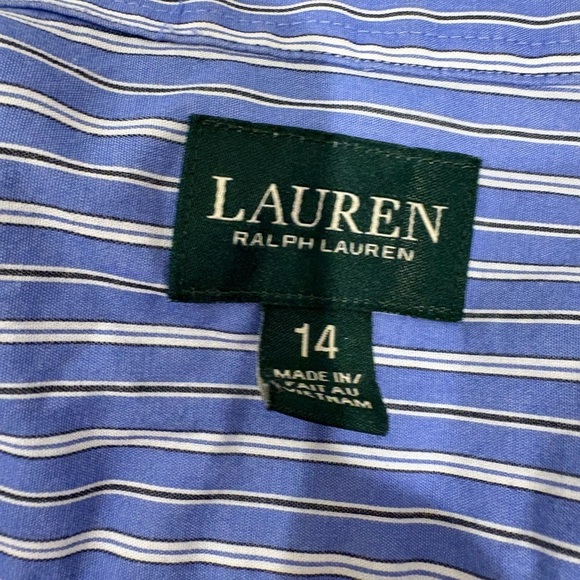 LAUREN
RALPH LAUREN
14
MADE IN/
FAIT AU
VIETNAM